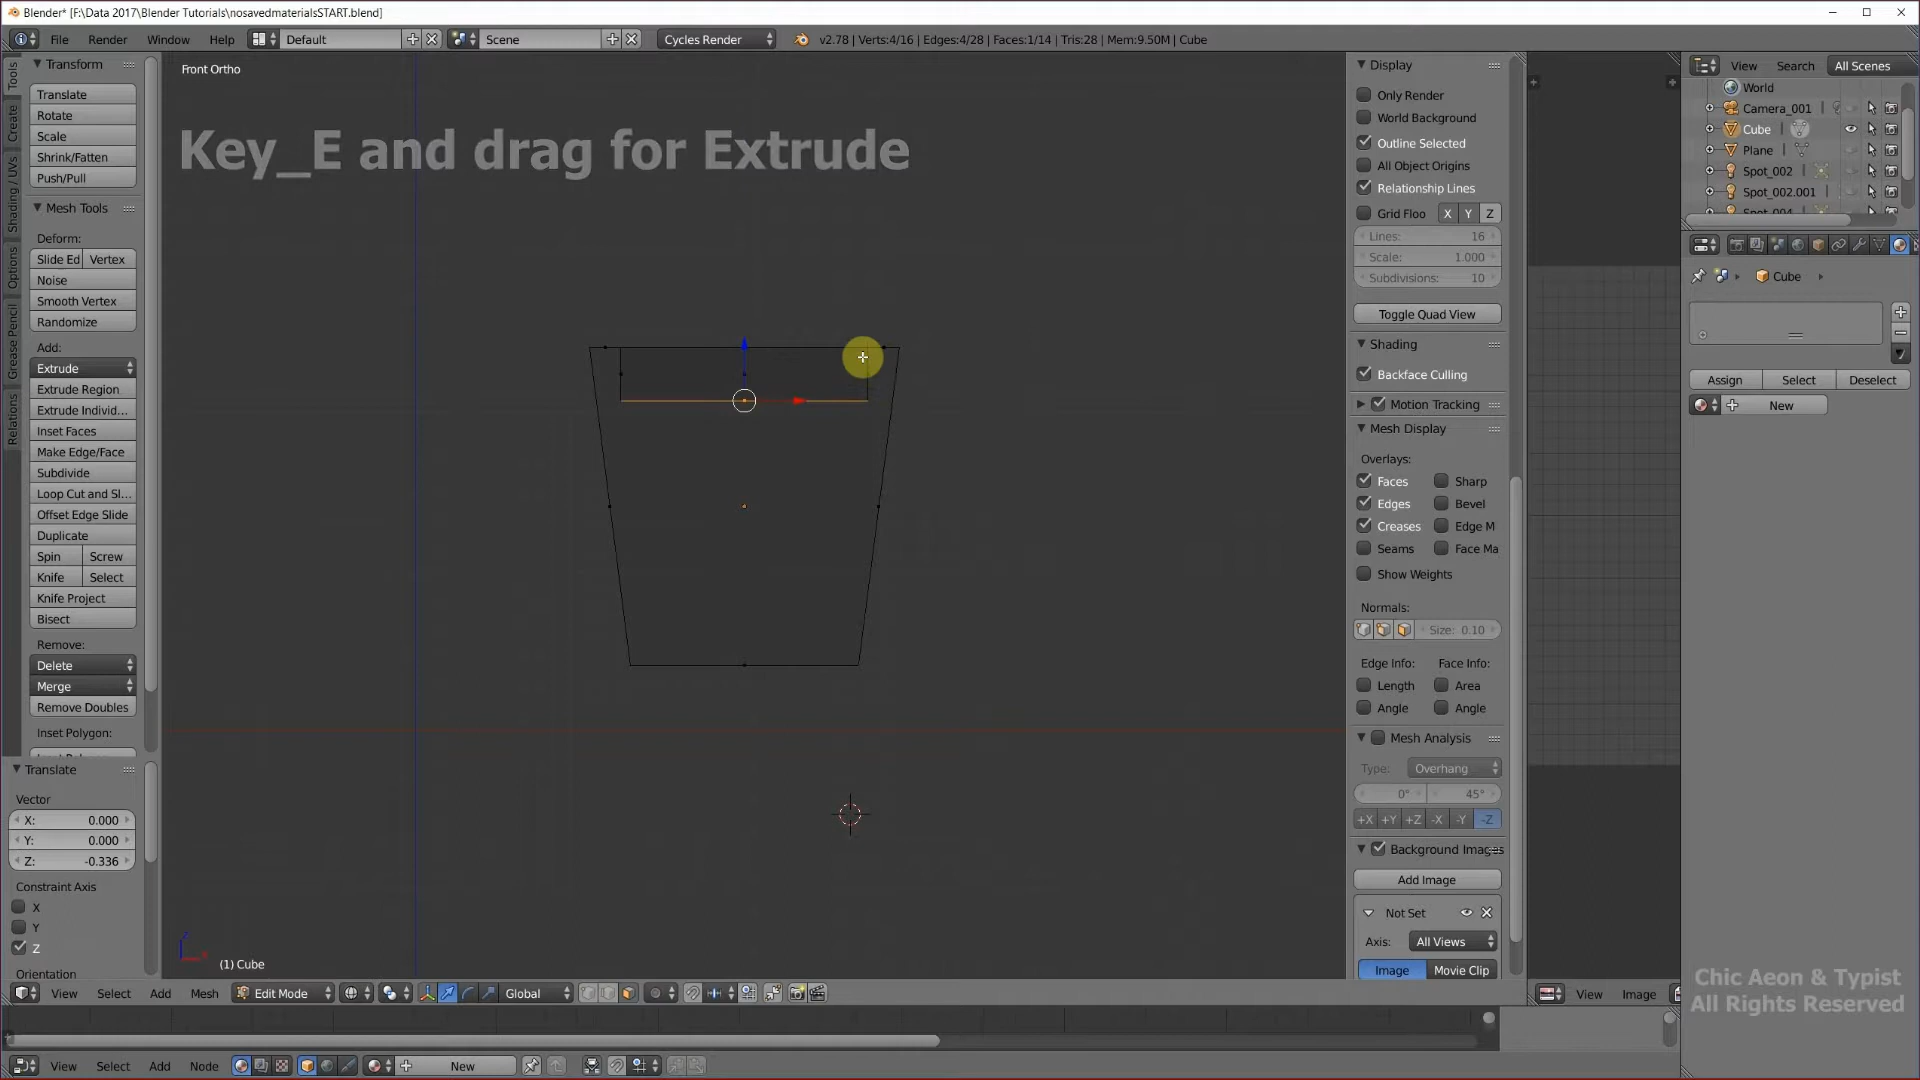 Blender* [F:\Data 2017\Blender Tutorials\nosavedmaterialsSTART.blend]
File Render Window Help Default Scene Cycles Render v2.78 | Verts:4/16 | Edges:4/28 | Faces:1/14 | Tris:28 | Mem:9.50M | Cube
Tools
Create
Shading / UVs
Options
Grease Pencil
Relations
Transform
Translate
Rotate
Scale
Shrink/Fatten
Push/Pull
Mesh Tools
Deform:
Slide Ed Vertex
Noise
Smooth Vertex
Randomize
Add:
Extrude
Extrude Region
Extrude Individ...
Inset Faces
Make Edge/Face
Subdivide
Loop Cut and Sl...
Offset Edge Slide
Duplicate
Spin Screw
Knife Select
Knife Project
Bisect
Remove:
Delete
Merge
Remove Doubles
Inset Polygon:
Translate
Vector
X: 0.000
Y: 0.000
Z: -0.336
Constraint Axis
X
Y
Z
Orientation
Front Ortho
Key_E and drag for Extrude
(1) Cube
Display
Only Render
World Background
Outline Selected
All Object Origins
Relationship Lines
Grid Floo X Y Z
Lines: 16
Scale: 1.000
Subdivisions: 10
Toggle Quad View
Shading
Backface Culling
Motion Tracking
Mesh Display
Overlays:
Faces Sharp
Edges Bevel
Creases Edge M
Seams Face Ma
Show Weights
Normals:
Size: 0.10
Edge Info: Face Info:
Length Area
Angle Angle
Mesh Analysis
Type: Overhang
0° 45°
+X +Y +Z -X -Y -Z
Background Images
Add Image
Not Set
Axis: All Views
Image Movie Clip
View Search All Scenes
World
Camera_001
Cube
Plane
Spot_002
Spot_002.001
Spot_004
Cube
Assign Select Deselect
New
Chic Aeon & Typist
All Rights Reserved
View Select Add Mesh Edit Mode Global
View Image
View Select Add Node New